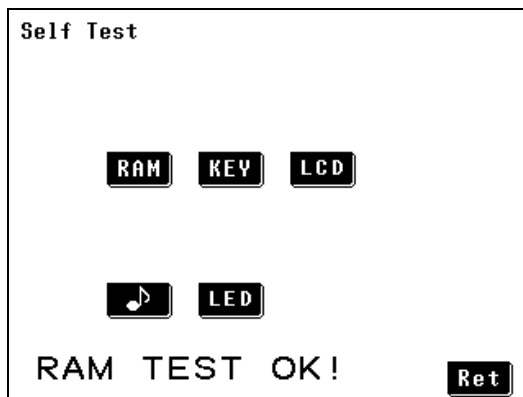 Self Test
RAM KEY LCD
♪ LED
RAM TEST OK!
Ret